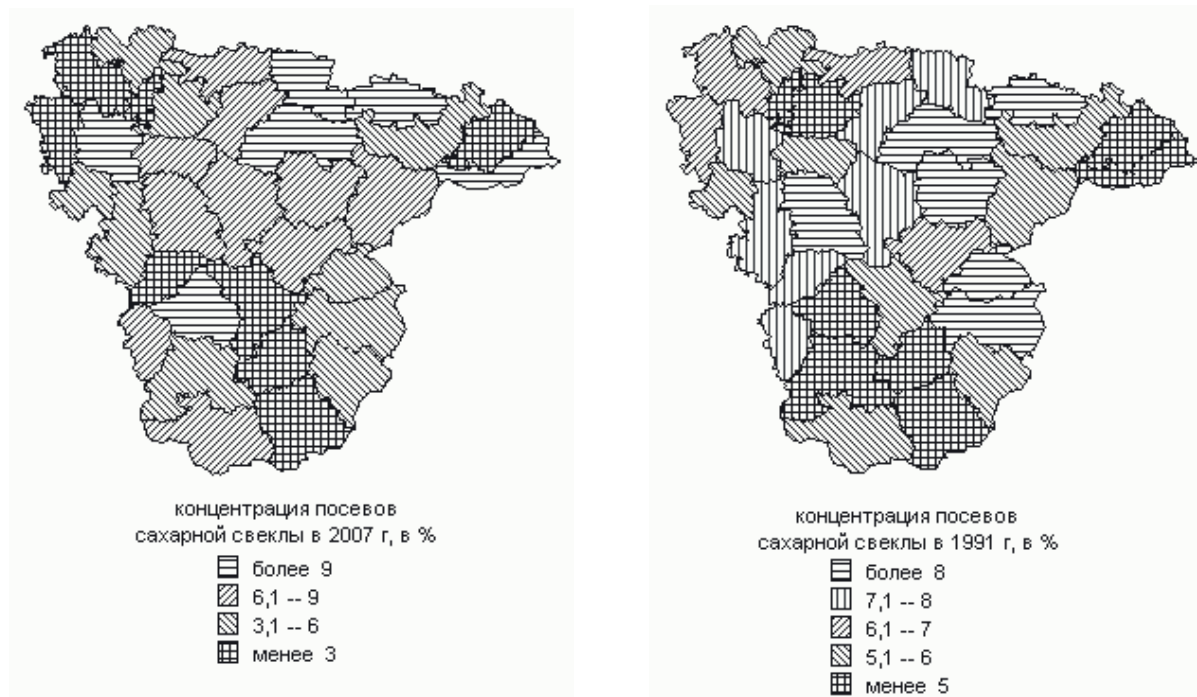 концентрация посевов
сахарной свеклы в 2007 г, в %
более 9
6,1 -- 9
3,1 -- 6
менее 3
концентрация посевов
сахарной свеклы в 1991 г, в %
более 8
7,1 -- 8
6,1 -- 7
5,1 -- 6
менее 5